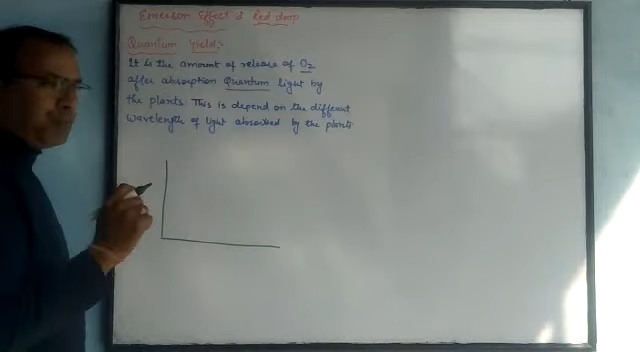 Emerson Effect & Red drop
Quantum Yield:-
It is the amount of release of O2
after absorption Quantum light by
the plants. This is depend on the different
wavelength of light absorbed by the plants